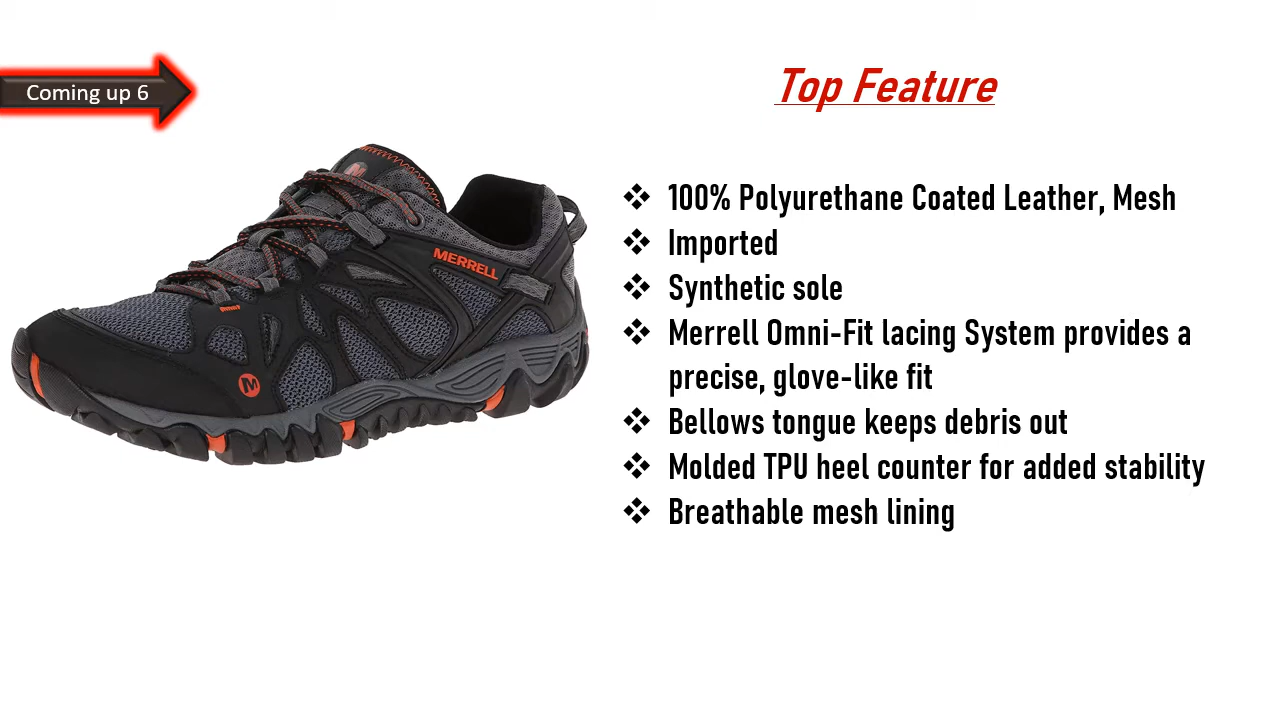 Coming up 6
Top Feature
❖ 100% Polyurethane Coated Leather, Mesh
❖ Imported
❖ Synthetic sole
❖ Merrell Omni-Fit lacing System provides a
precise, glove-like fit
❖ Bellows tongue keeps debris out
❖ Molded TPU heel counter for added stability
❖ Breathable mesh lining
M
MERRELL
M